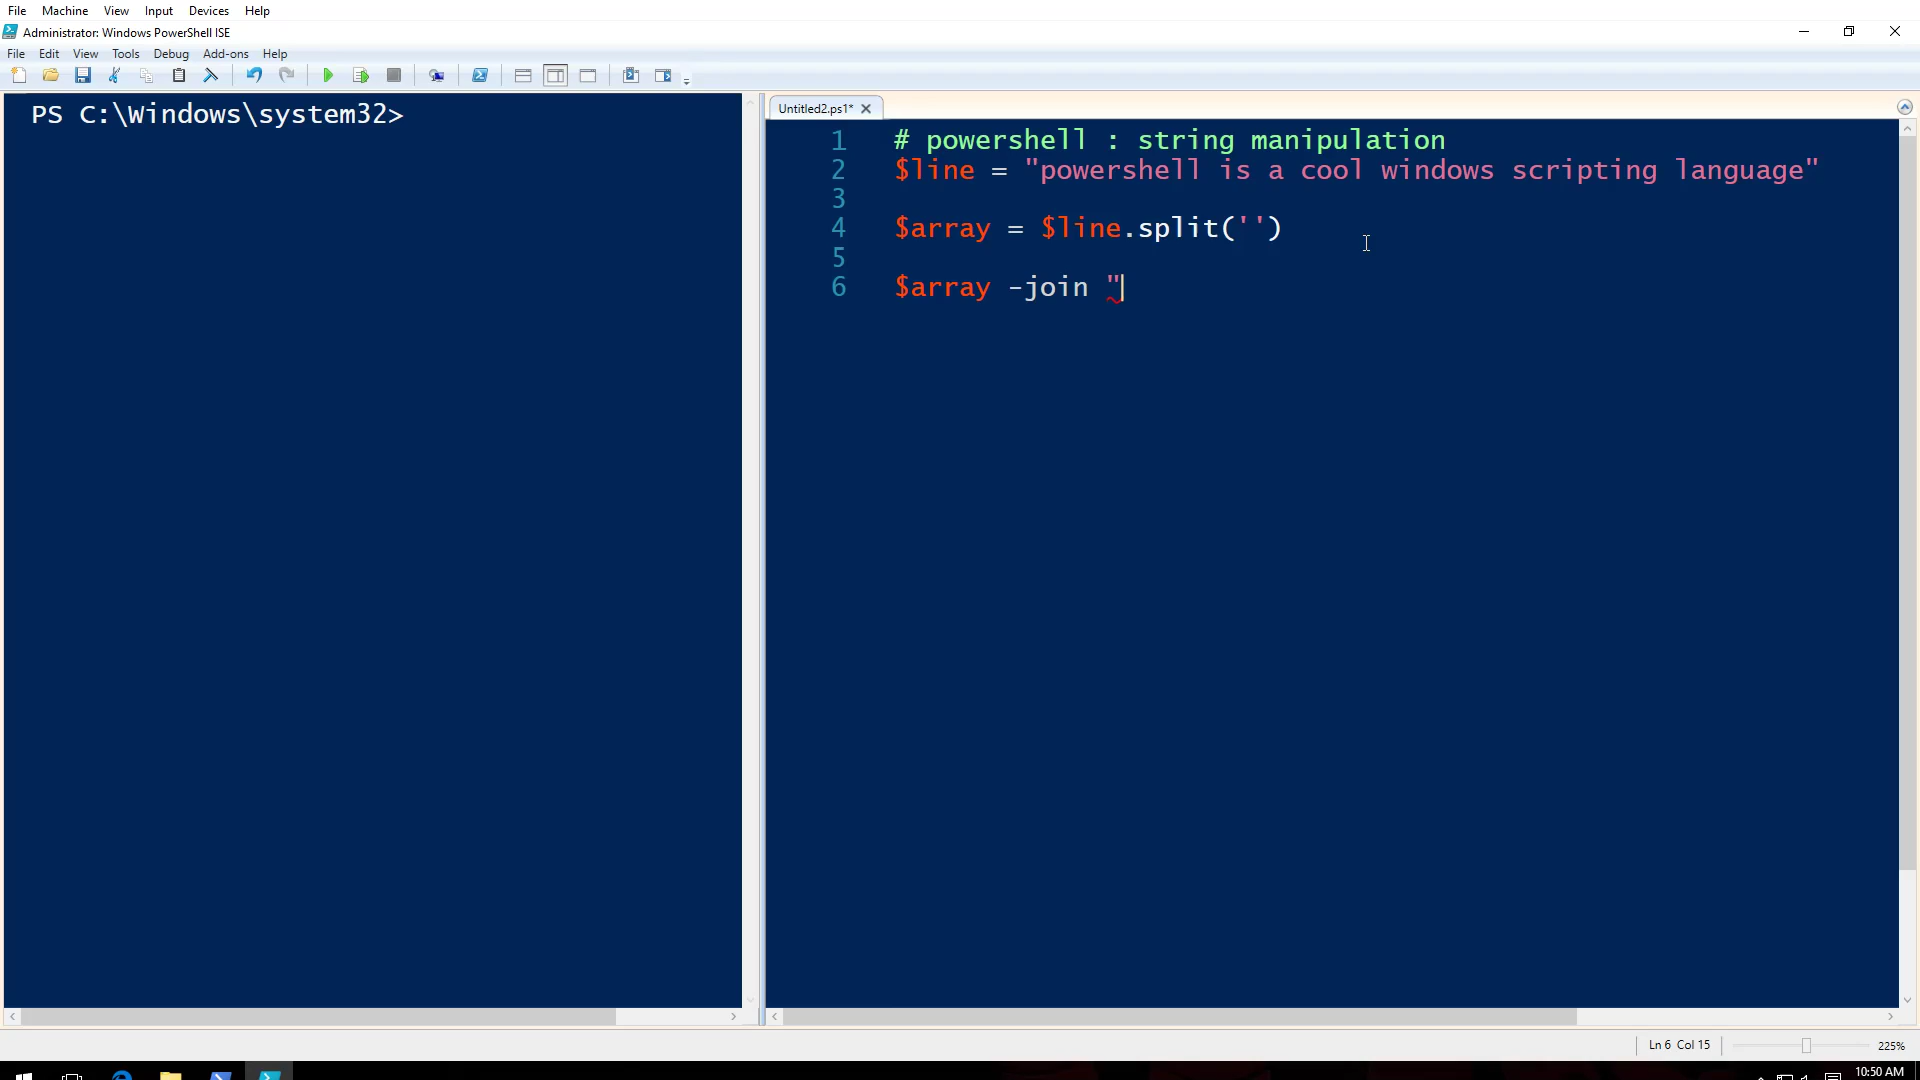 File Machine View Input Devices Help
Administrator: Windows PowerShell ISE
File Edit View Tools Debug Add-ons Help
PS C:\Windows\system32>
Untitled2.ps1*
1 # powershell : string manipulation
2 $line = "powershell is a cool windows scripting language"
3
4 $array = $line.split('')
5
6 $array -join "
Ln 6 Col 15
225%
10:50 AM